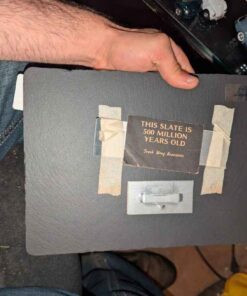 THIS SLATE IS
500 MILLION
YEARS OLD